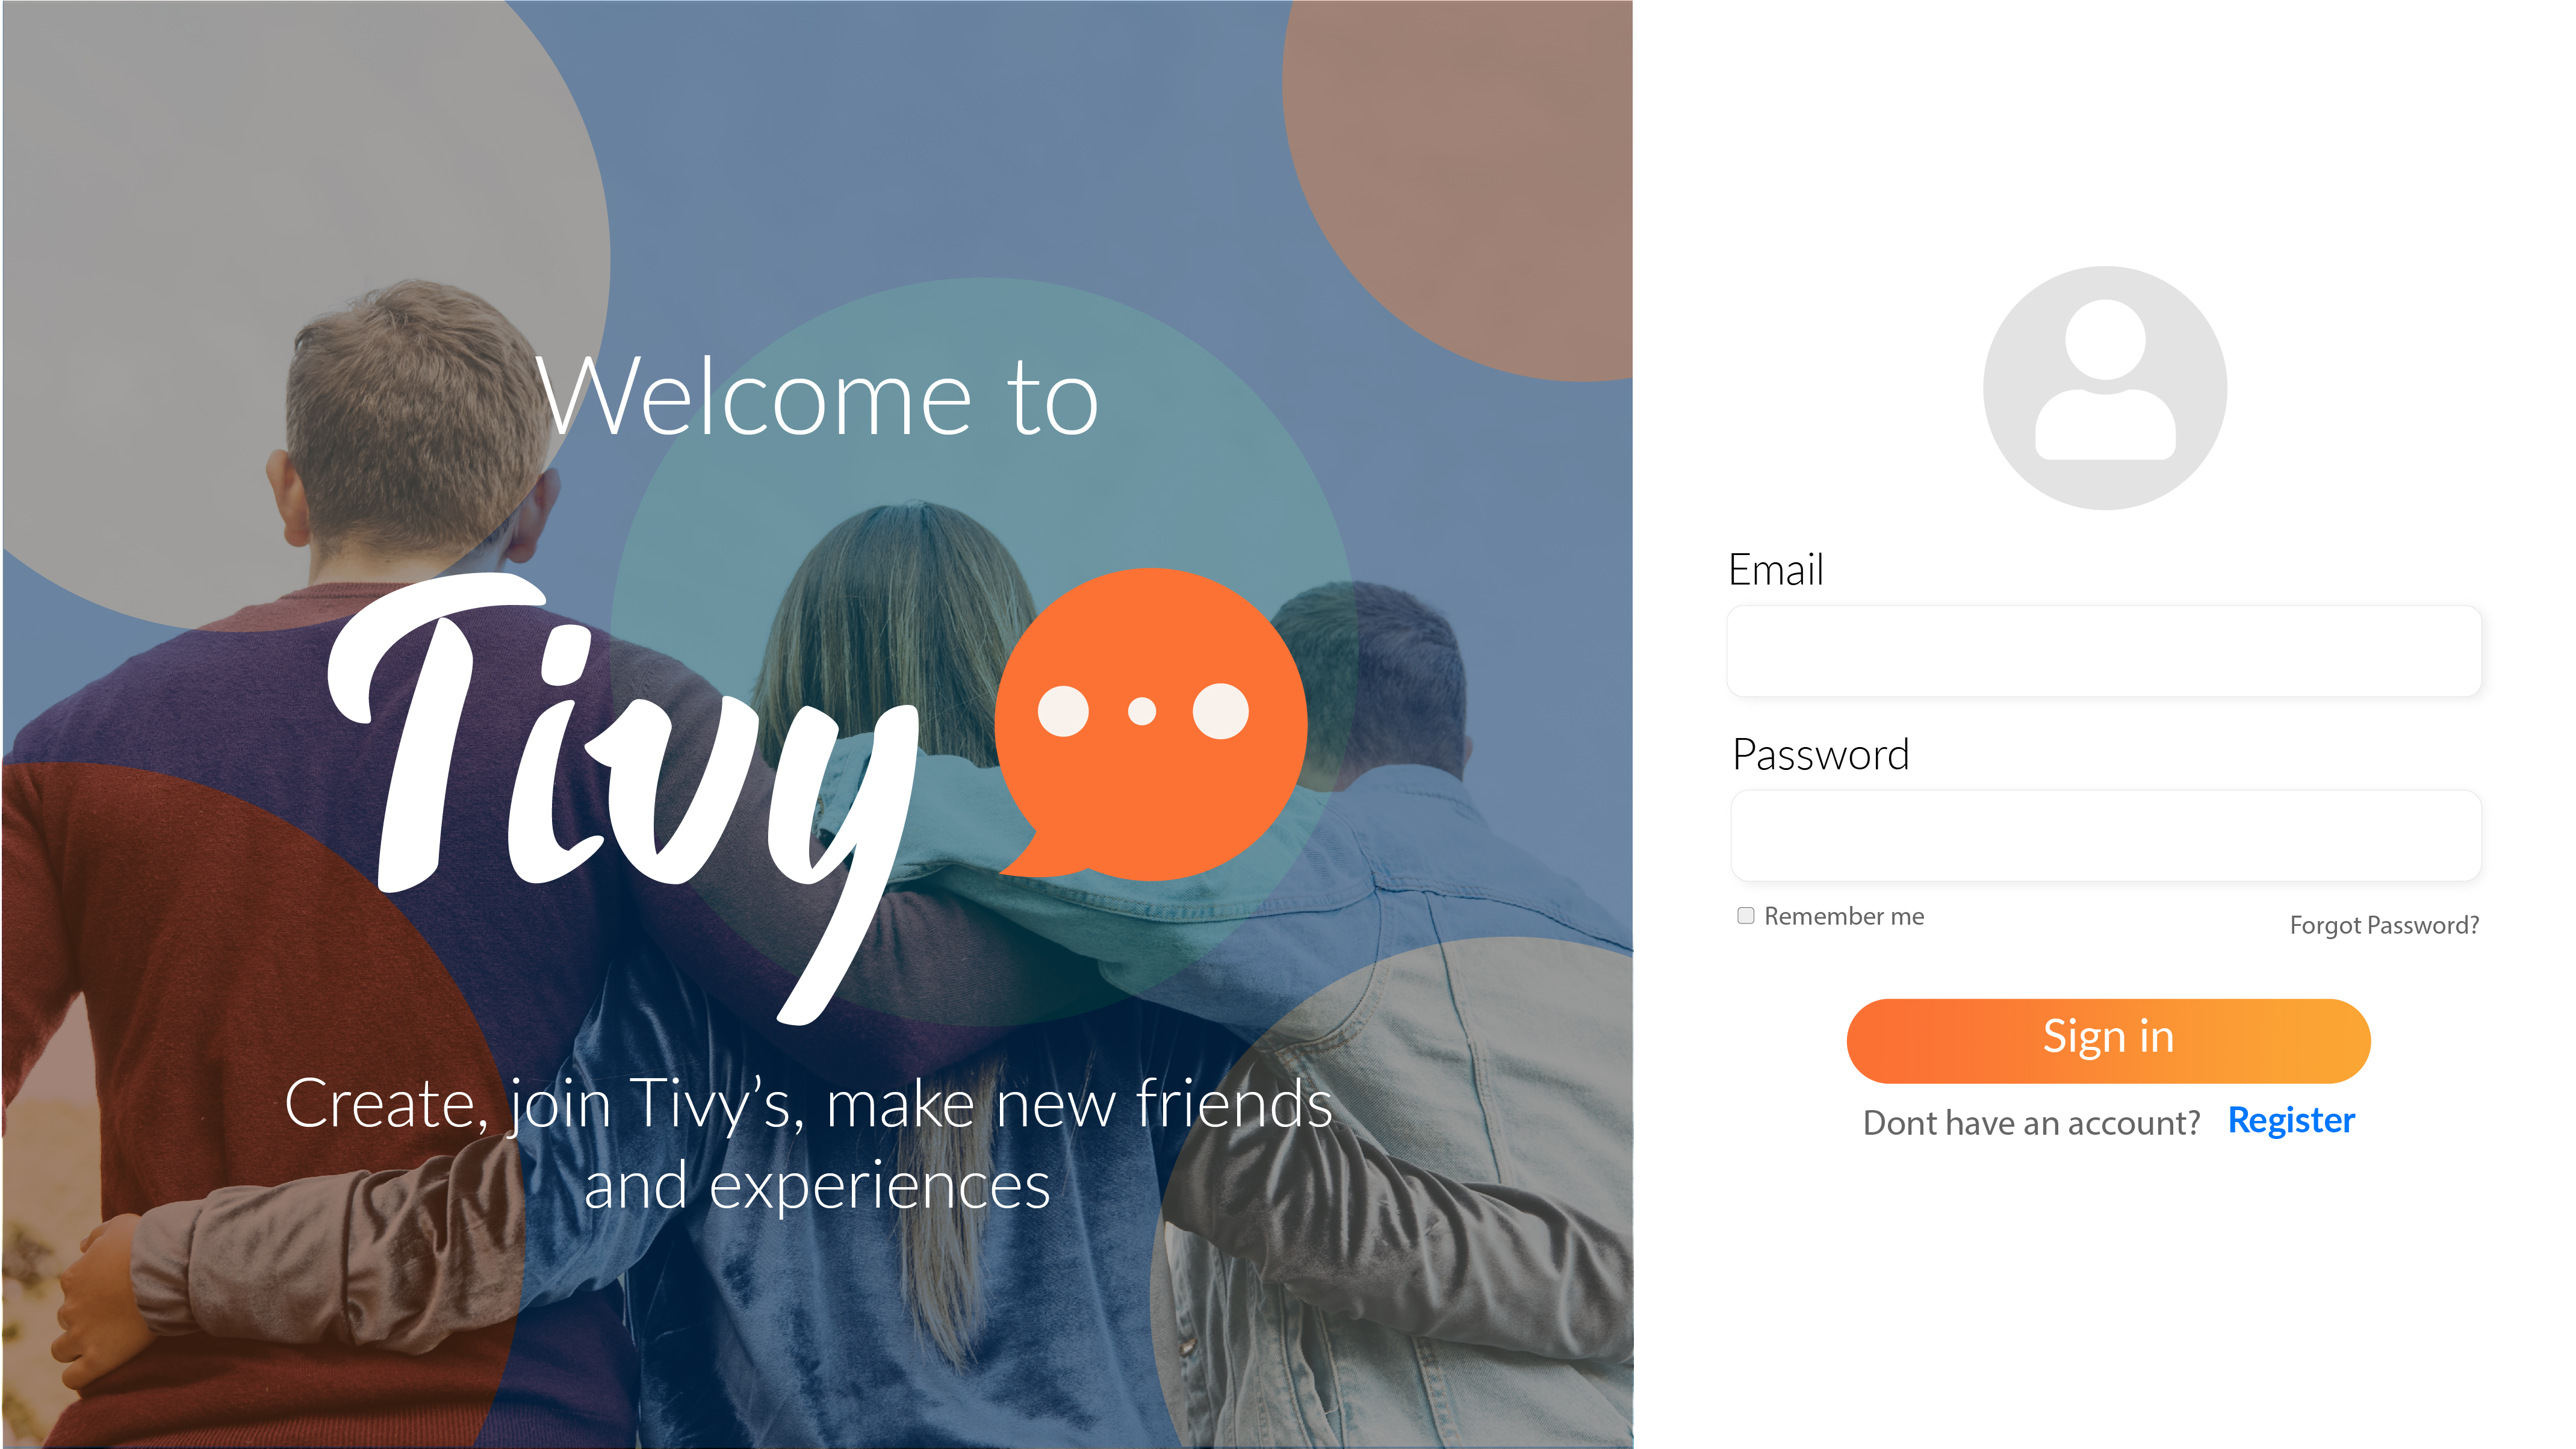 Welcome to
Tivy
Create, join Tivy’s, make new friends
and experiences
Email
Password
Remember me
Forgot Password?
Sign in
Dont have an account? Register